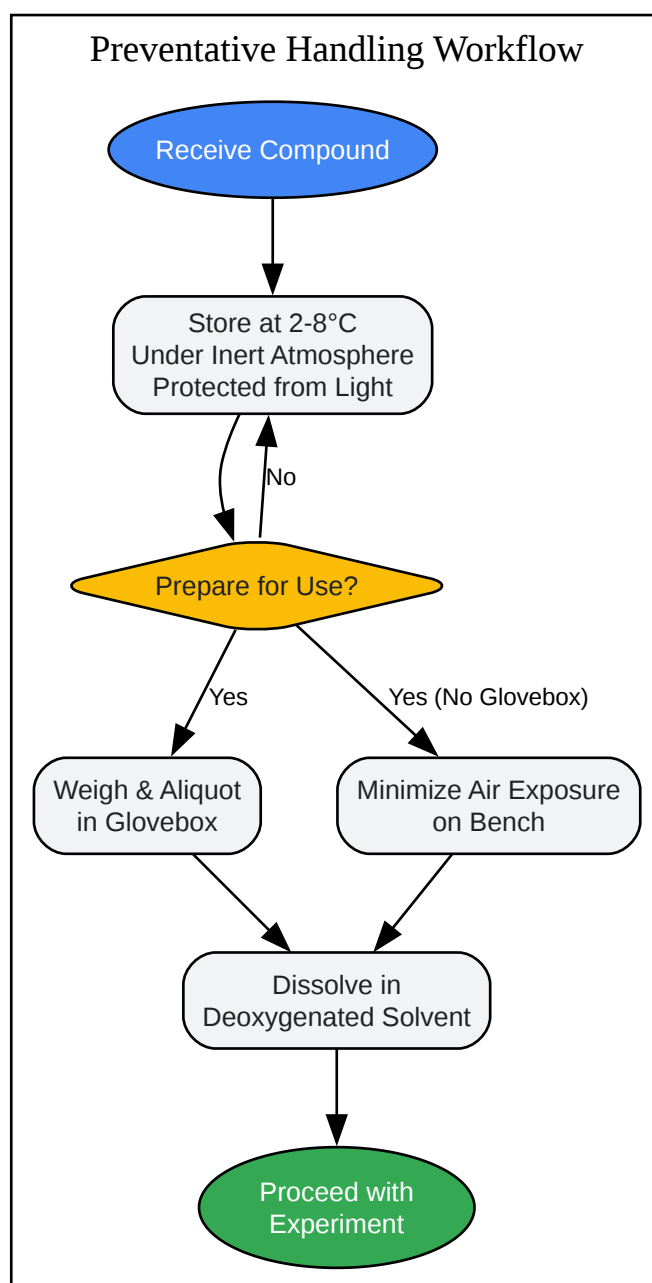 Preventative Handling Workflow
Receive Compound
Store at 2-8°C
Under Inert Atmosphere
Protected from Light
No
Prepare for Use?
Yes
Yes (No Glovebox)
Weigh & Aliquot
in Glovebox
Minimize Air Exposure
on Bench
Dissolve in
Deoxygenated Solvent
Proceed with
Experiment